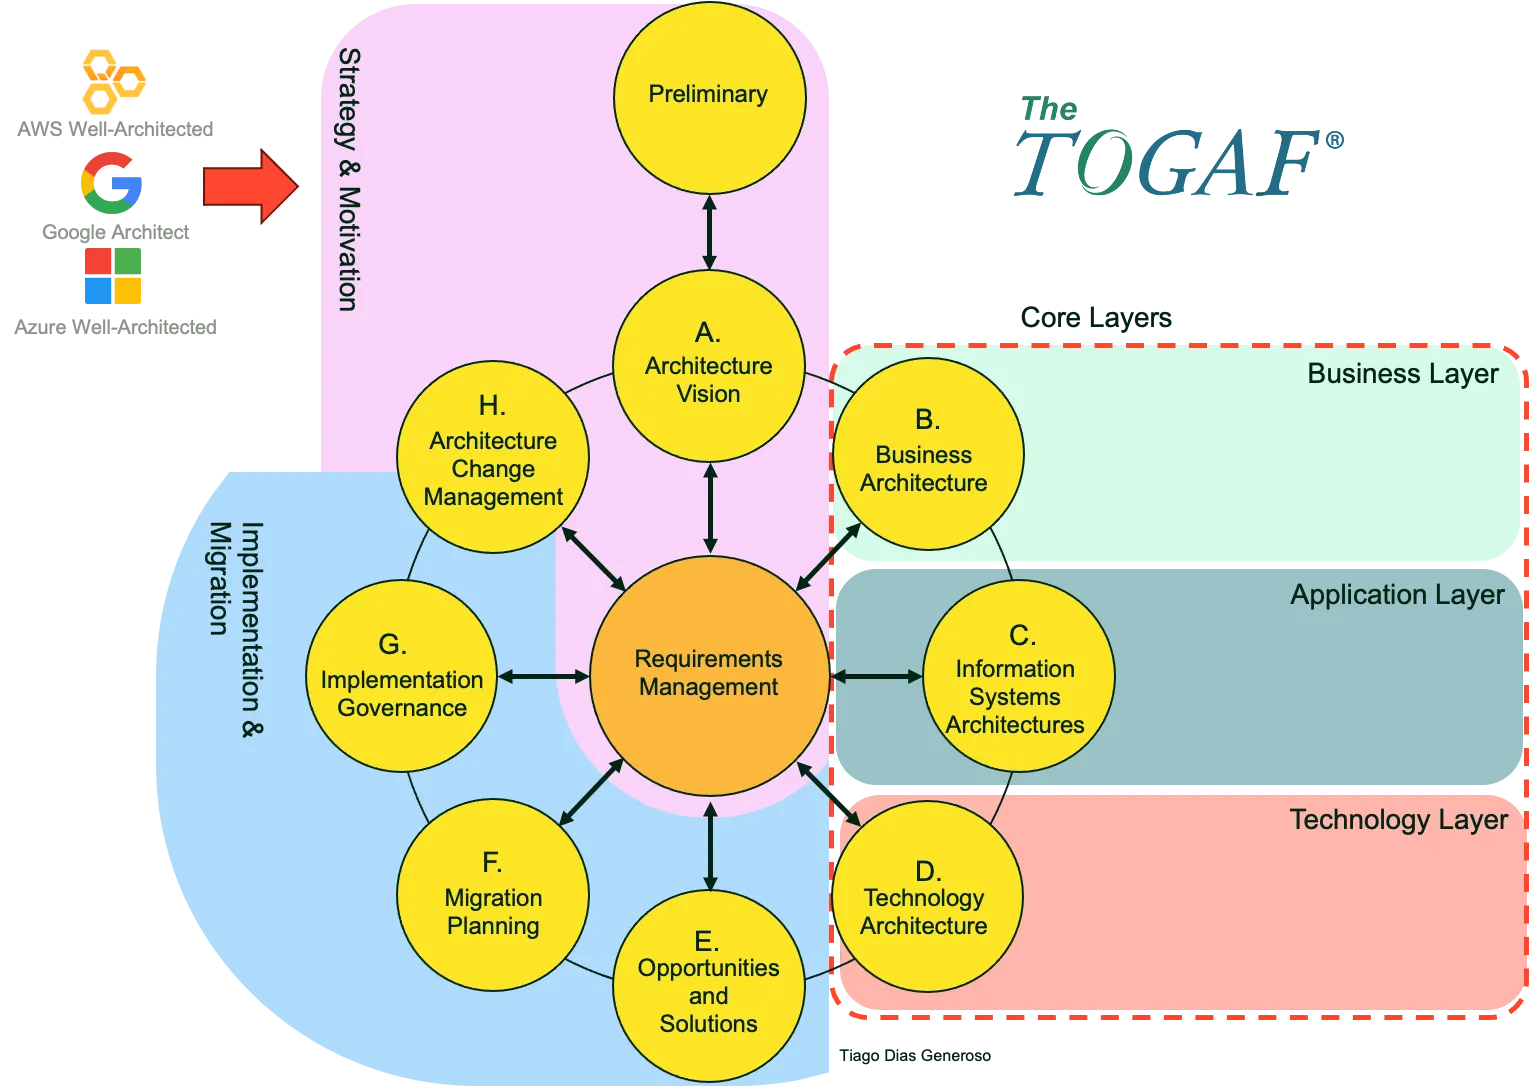 AWS Well-Architected
Google Architect
Azure Well-Architected
Strategy & Motivation
Preliminary
The
TOGAF®
A.
Architecture
Vision
H.
Architecture
Change
Management
Core Layers
Business Layer
B.
Business
Architecture
Implementation &
Migration
G.
Implementation
Governance
Requirements
Management
Application Layer
C.
Information
Systems
Architectures
F.
Migration
Planning
E.
Opportunities
and
Solutions
Technology Layer
D.
Technology
Architecture
Tiago Dias Generoso